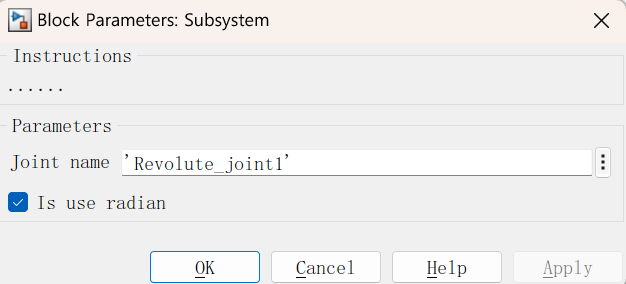 Block Parameters: Subsystem
Instructions
......
Parameters
Joint name 'Revolute_joint1'
Is use radian
OK Cancel Help Apply